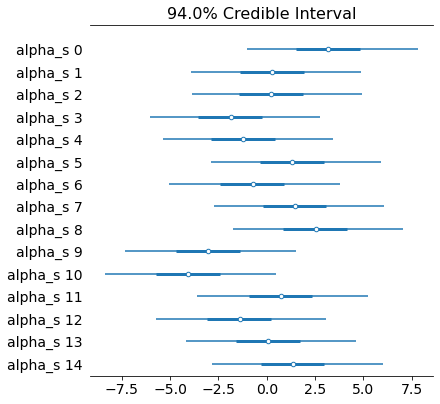 94.0% Credible Interval
alpha_s 0
alpha_s 1
alpha_s 2
alpha_s 3
alpha_s 4
alpha_s 5
alpha_s 6
alpha_s 7
alpha_s 8
alpha_s 9
alpha_s 10
alpha_s 11
alpha_s 12
alpha_s 13
alpha_s 14
−7.5 −5.0 −2.5 0.0 2.5 5.0 7.5